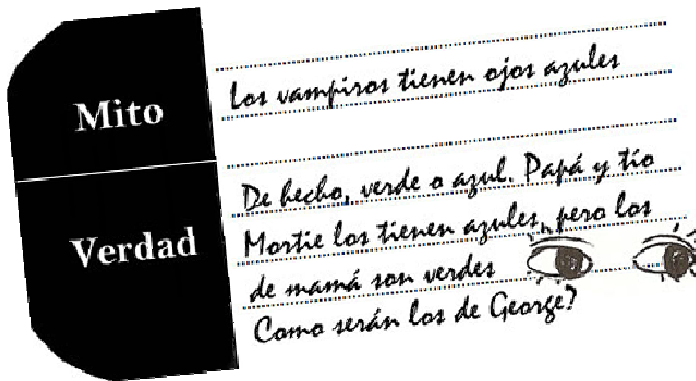 Mito
Los vampiros tienen ojos azules
Verdad
De hecho, verde o azul. Papá y tío
Mortie los tienen azules, pero los
de mamá son verdes
Como serán los de George?